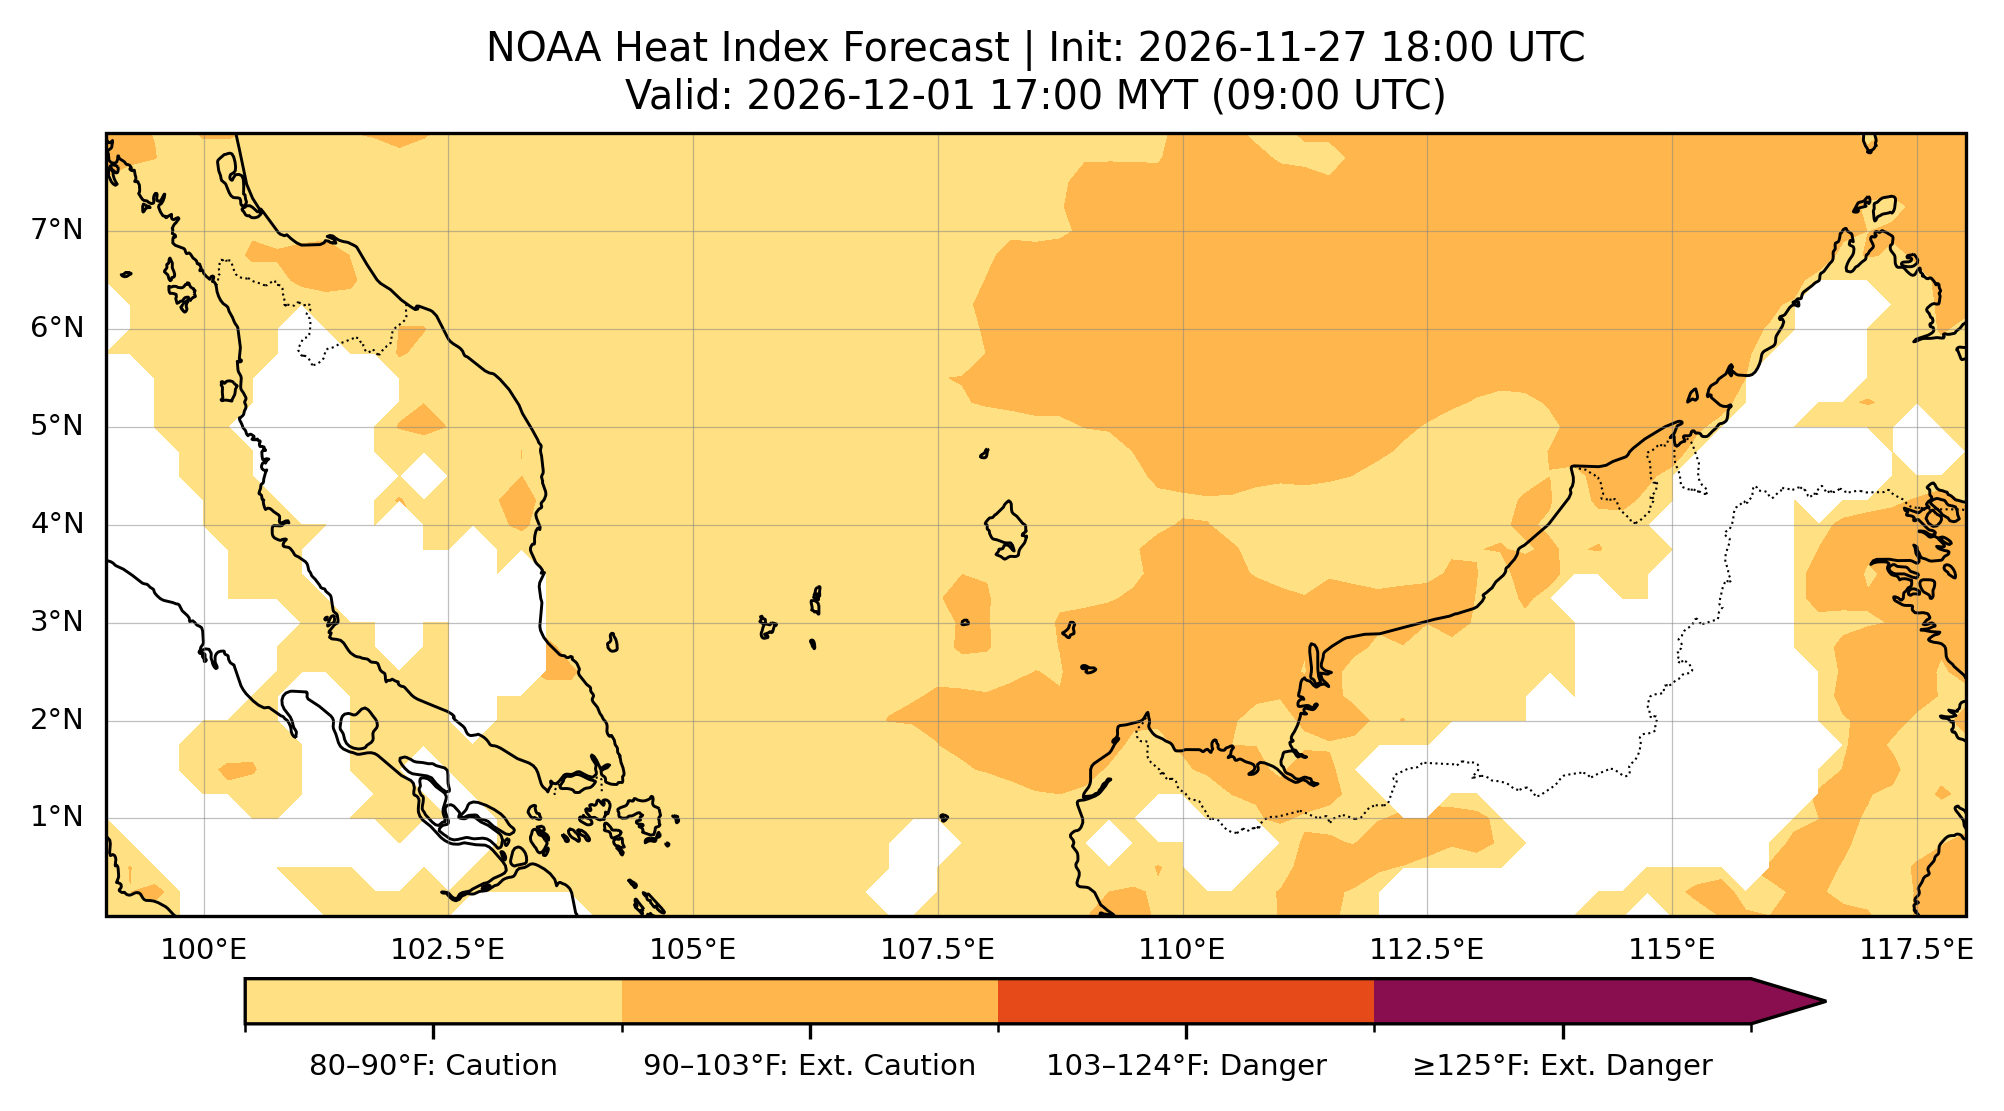 NOAA Heat Index Forecast | Init: 2026-11-27 18:00 UTC
Valid: 2026-12-01 17:00 MYT (09:00 UTC)
7°N
6°N
5°N
4°N
3°N
2°N
1°N
100°E
102.5°E
105°E
107.5°E
110°E
112.5°E
115°E
117.5°E
80–90°F: Caution
90–103°F: Ext. Caution
103–124°F: Danger
≥125°F: Ext. Danger